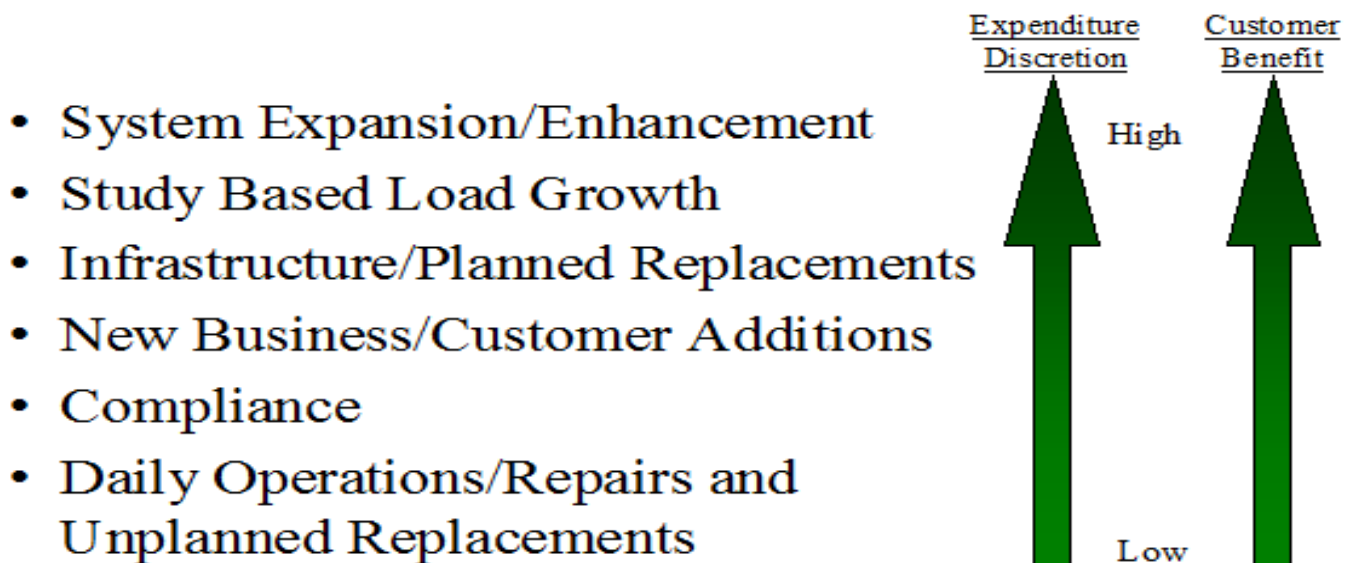 Expenditure Discretion
Customer Benefit
High
• System Expansion/Enhancement
• Study Based Load Growth
• Infrastructure/Planned Replacements
• New Business/Customer Additions
• Compliance
• Daily Operations/Repairs and
Unplanned Replacements
Low